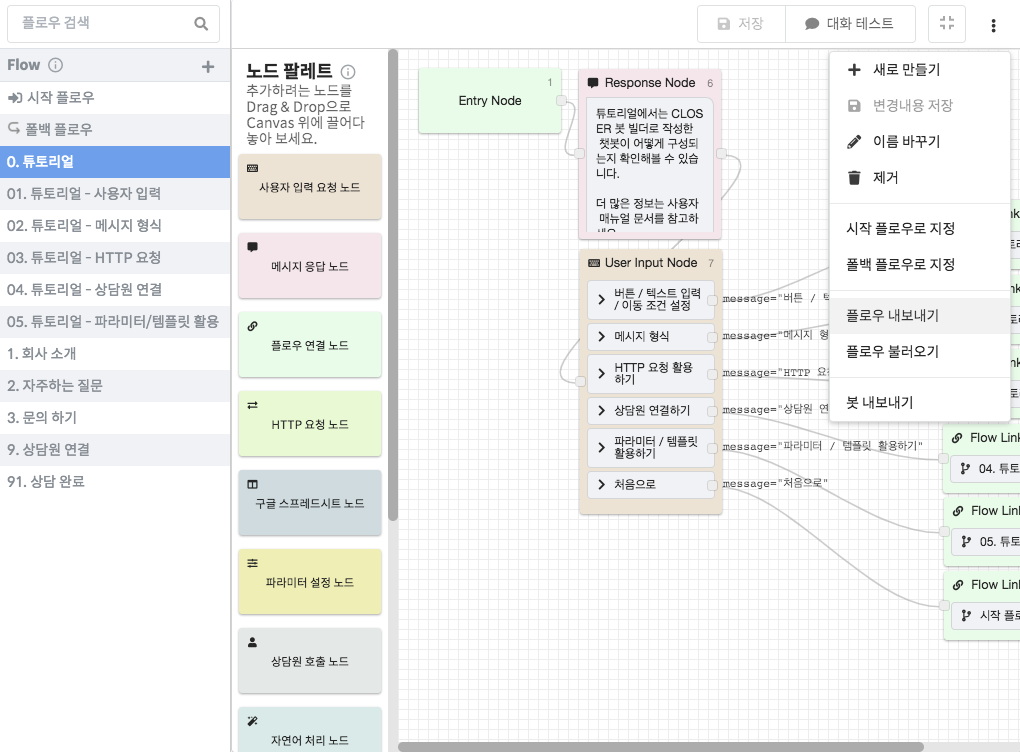 플로우 검색
저장
대화 테스트
Flow
시작 플로우
폴백 플로우
0. 튜토리얼
01. 튜토리얼 - 사용자 입력
02. 튜토리얼 - 메시지 형식
03. 튜토리얼 - HTTP 요청
04. 튜토리얼 - 상담원 연결
05. 튜토리얼 - 파라미터/템플릿 활용
1. 회사 소개
2. 자주하는 질문
3. 문의 하기
9. 상담원 연결
91. 상담 완료
노드 팔레트
추가하려는 노드를
Drag & Drop으로
Canvas 위에 끌어다
놓아 보세요.
사용자 입력 요청 노드
메시지 응답 노드
플로우 연결 노드
HTTP 요청 노드
구글 스프레드시트 노드
파라미터 설정 노드
상담원 호출 노드
자연어 처리 노드
1
Entry Node
Response Node 6
튜토리얼에서는 CLOS
ER 봇 빌더로 작성한
챗봇이 어떻게 구성되
는지 확인해볼 수 있습
니다.
더 많은 정보는 사용자
매뉴얼 문서를 참고하
User Input Node 7
버튼 / 텍스트 입력
/ 이동 조건 설정
메시지 형식
HTTP 요청 활용
하기
상담원 연결하기
파라미터 / 템플릿
활용하기
처음으로
message="버튼 / 텍
message="메시지 형
message="HTTP 요청
message="상담원 연
message="파라미터 / 템플릿 활용하기"
message="처음으로"
새로 만들기
변경내용 저장
이름 바꾸기
제거
시작 플로우로 지정
폴백 플로우로 지정
플로우 내보내기
플로우 불러오기
봇 내보내기
Flow Link
04. 튜토
Flow Link
05. 튜토
Flow Link
시작 플로